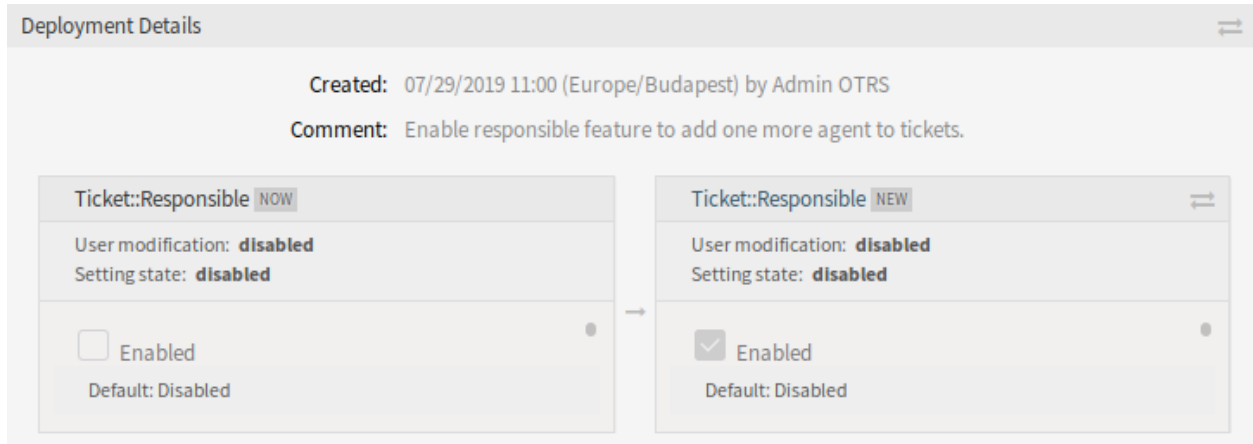 Deployment Details
Created: 07/29/2019 11:00 (Europe/Budapest) by Admin OTRS
Comment: Enable responsible feature to add one more agent to tickets.
Ticket::Responsible NOW
User modification: disabled
Setting state: disabled
Enabled
Default: Disabled
Ticket::Responsible NEW
User modification: disabled
Setting state: disabled
Enabled
Default: Disabled